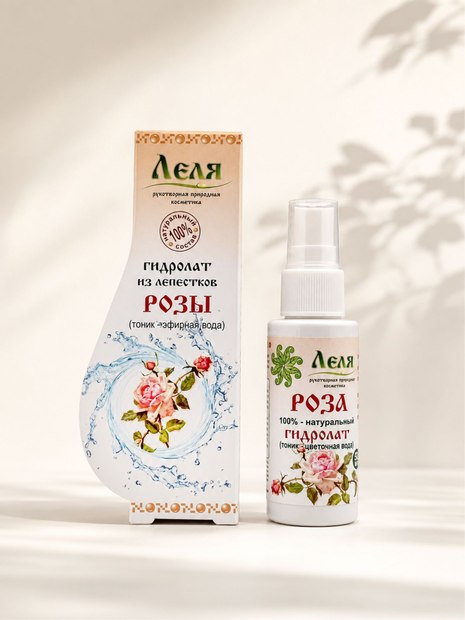 Леля
рукотворная природная
косметика
натуральный
100%
состав
гидролат
из лепестков
розы
(тоник - эфирная вода)
Леля
рукотворная природная
косметика
Роза
100% - натуральный
гидролат
(тоник - цветочная вода)